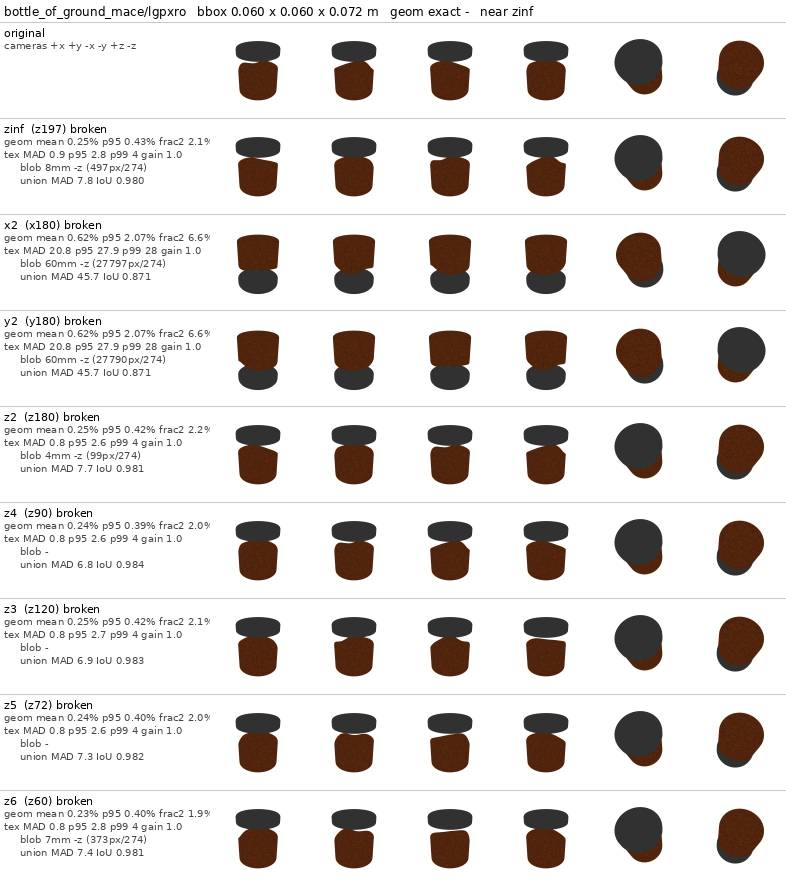 bottle_of_ground_mace/lgpxro   bbox 0.060 x 0.060 x 0.072 m   geom exact -   near zinf
original
cameras +x +y -x -y +z -z
zinf  (z197) broken
geom mean 0.25% p95 0.43% frac2 2.1%
tex MAD 0.9 p95 2.8 p99 4 gain 1.0
blob 8mm -z (497px/274)
union MAD 7.8 IoU 0.980
x2  (x180) broken
geom mean 0.62% p95 2.07% frac2 6.6%
tex MAD 20.8 p95 27.9 p99 28 gain 1.0
blob 60mm -z (27797px/274)
union MAD 45.7 IoU 0.871
y2  (y180) broken
geom mean 0.62% p95 2.07% frac2 6.6%
tex MAD 20.8 p95 27.9 p99 28 gain 1.0
blob 60mm -z (27790px/274)
union MAD 45.7 IoU 0.871
z2  (z180) broken
geom mean 0.25% p95 0.42% frac2 2.2%
tex MAD 0.8 p95 2.6 p99 4 gain 1.0
blob 4mm -z (99px/274)
union MAD 7.7 IoU 0.981
z4  (z90) broken
geom mean 0.24% p95 0.39% frac2 2.0%
tex MAD 0.8 p95 2.6 p99 4 gain 1.0
blob -
union MAD 6.8 IoU 0.984
z3  (z120) broken
geom mean 0.25% p95 0.42% frac2 2.1%
tex MAD 0.8 p95 2.7 p99 4 gain 1.0
blob -
union MAD 6.9 IoU 0.983
z5  (z72) broken
geom mean 0.24% p95 0.40% frac2 2.0%
tex MAD 0.8 p95 2.6 p99 4 gain 1.0
blob -
union MAD 7.3 IoU 0.982
z6  (z60) broken
geom mean 0.23% p95 0.40% frac2 1.9%
tex MAD 0.8 p95 2.8 p99 4 gain 1.0
blob 7mm -z (373px/274)
union MAD 7.4 IoU 0.981